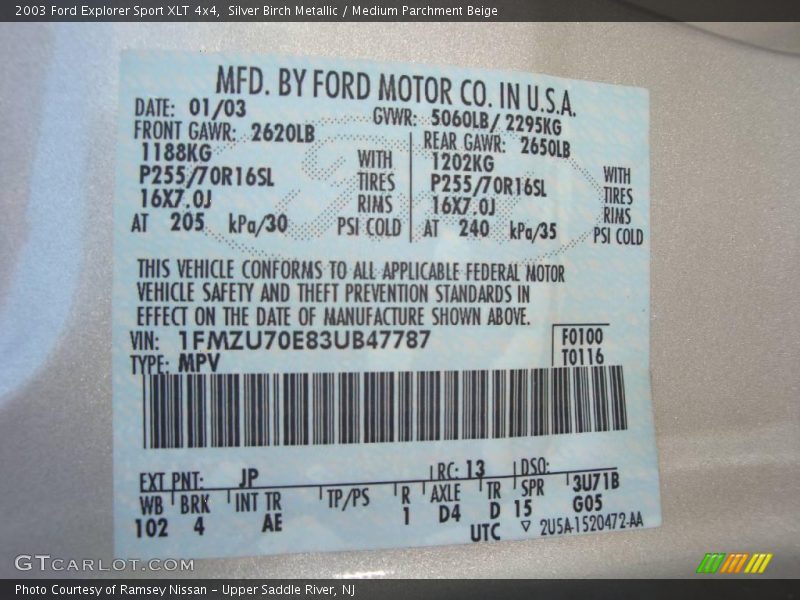 2003 Ford Explorer Sport XLT 4x4, Silver Birch Metallic / Medium Parchment Beige
MFD. BY FORD MOTOR CO. IN U.S.A.
DATE: 01/03 GVWR: 5060LB/ 2295KG
FRONT GAWR: 2620LB REAR GAWR: 2650LB
1188KG WITH 1202KG WITH
P255/70R16SL TIRES P255/70R16SL TIRES
16X7.0J RIMS 16X7.0J RIMS
AT 205 kPa/30 PSI COLD AT 240 kPa/35 PSI COLD
THIS VEHICLE CONFORMS TO ALL APPLICABLE FEDERAL MOTOR
VEHICLE SAFETY AND THEFT PREVENTION STANDARDS IN
EFFECT ON THE DATE OF MANUFACTURE SHOWN ABOVE.
VIN: 1FMZU70E83UB47787 F0100
TYPE: MPV T0116
EXT PNT: JP RC: 13 DSO:
WB BRK INT TR TP/PS R AXLE TR SPR 3U71B
102 4 AE 1 D4 D 15 G05
UTC ▽ 2U5A-1520472-AA
GTCARLOT.COM
Photo Courtesy of Ramsey Nissan – Upper Saddle River, NJ